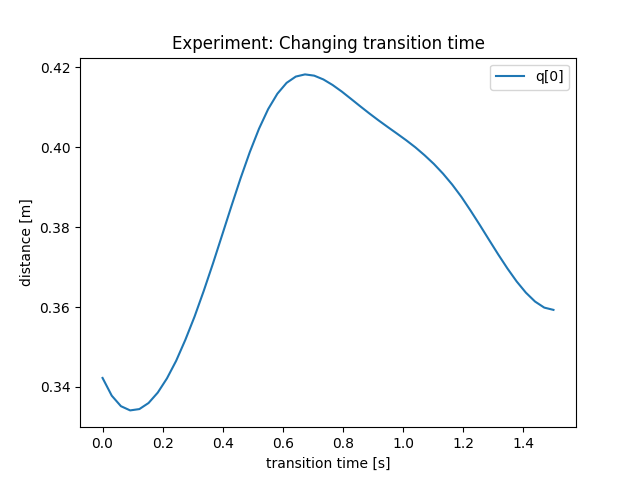 Experiment: Changing transition time
q[0]
distance [m]
0.42
0.40
0.38
0.36
0.34
0.0 0.2 0.4 0.6 0.8 1.0 1.2 1.4
transition time [s]